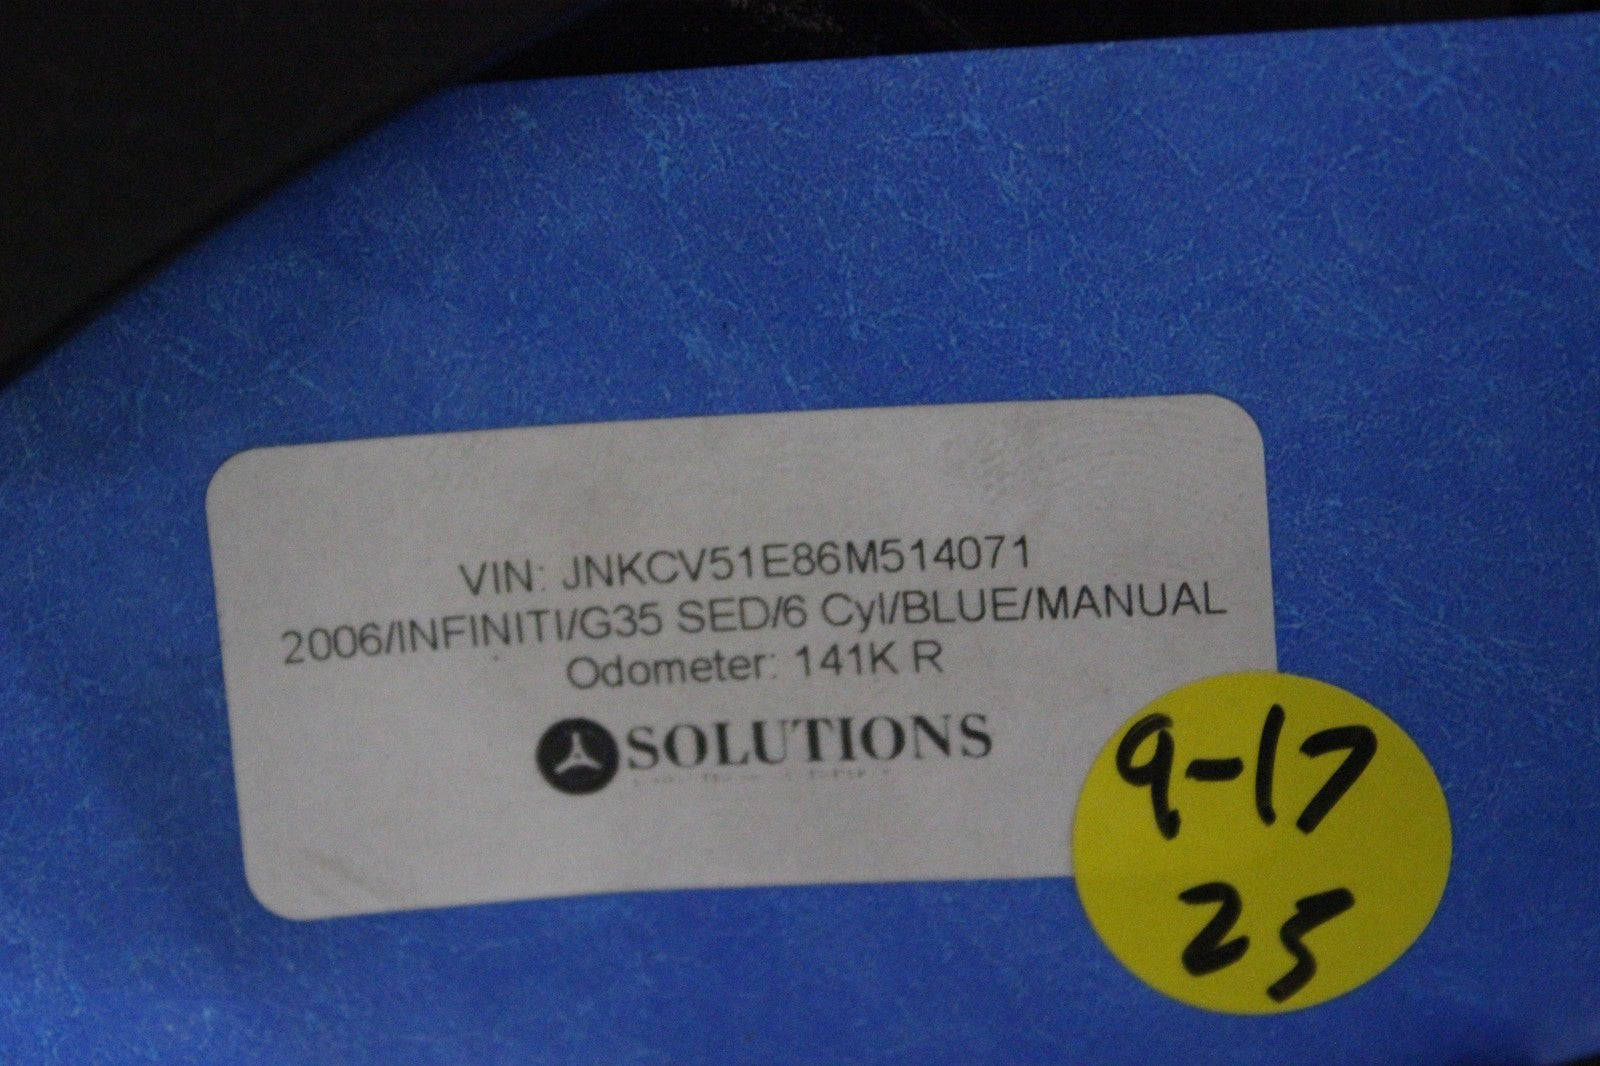 VIN: JNKCV51E86M514071
2006/INFINITI/G35 SED/6 Cyl/BLUE/MANUAL
Odometer: 141K R
SOLUTIONS
9-17
25